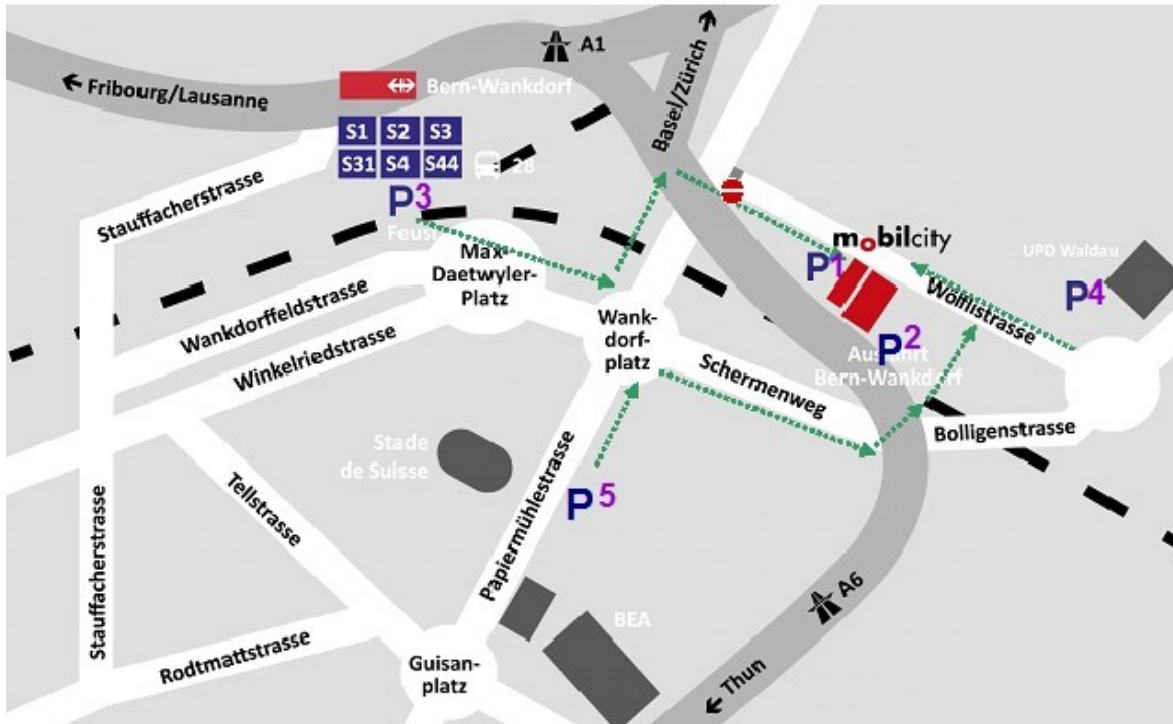 A1
Fribourg/Lausanne
Bern-Wankdorf
Basel/Zürich
S1 S2 S3
S31 S4 S44
28
P3
Feusi
Stauffacherstrasse
Max-
Daetwyler-
Platz
mobilcity
UPD Waldau
P1
P4
Wölflistrasse
Wankdorffeldstrasse
Winkelriedstrasse
Wank-
dorf-
platz
P2
Ausfahrt
Bern-Wankdorf
Schermenweg
Bolligenstrasse
Stade
de Suisse
P5
Tellstrasse
Papiermühlestrasse
Stauffacherstrasse
A6
BEA
Rodtmattstrasse
Guisan-
platz
Thun